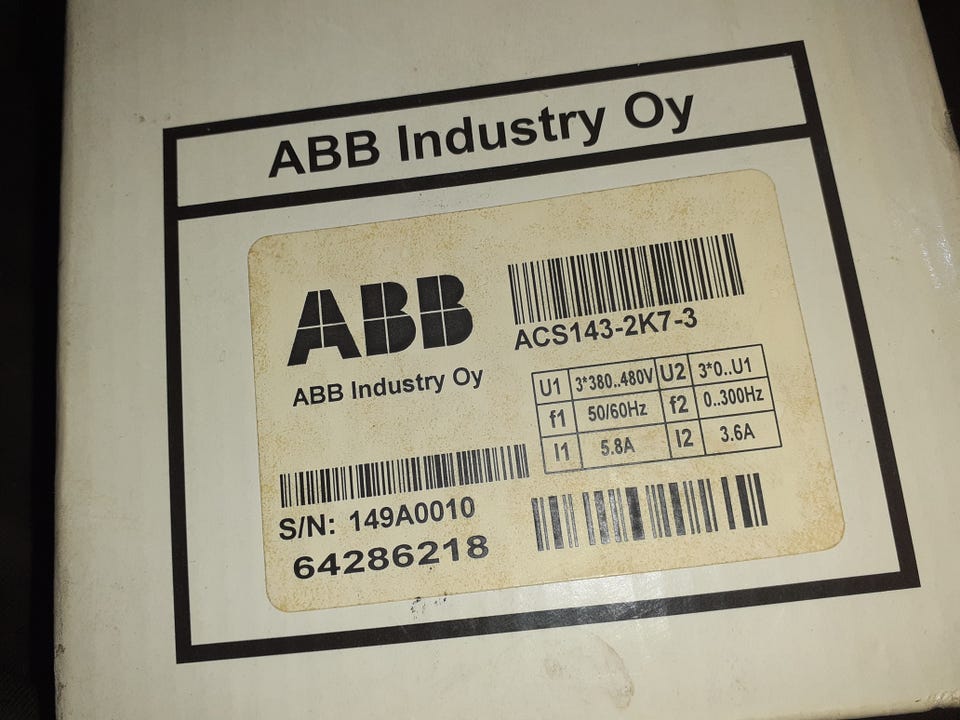 ABB Industry Oy
ABB
ABB Industry Oy
ACS143-2K7-3
U1 3*380..480V U2 3*0..U1
f1 50/60Hz f2 0..300Hz
I1 5.8A I2 3.6A
S/N: 149A0010
64286218